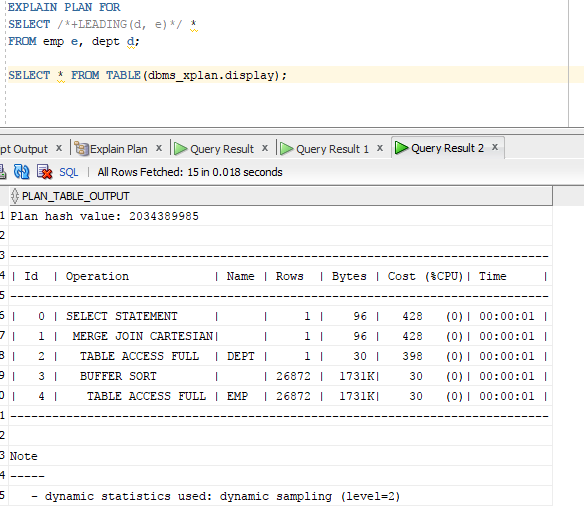 EXPLAIN PLAN FOR
SELECT /*+LEADING(d, e)*/ *
FROM emp e, dept d;
SELECT * FROM TABLE(dbms_xplan.display);
pt Output x Explain Plan x Query Result x Query Result 1 x Query Result 2 x
SQL | All Rows Fetched: 15 in 0.018 seconds
PLAN_TABLE_OUTPUT
1 Plan hash value: 2034389985
2
3 -----------------------------------------------------------------------------
4 | Id | Operation | Name | Rows | Bytes | Cost (%CPU)| Time |
5 -----------------------------------------------------------------------------
6 | 0 | SELECT STATEMENT | | 1 | 96 | 428 (0)| 00:00:01 |
7 | 1 | MERGE JOIN CARTESIAN| | 1 | 96 | 428 (0)| 00:00:01 |
8 | 2 | TABLE ACCESS FULL | DEPT | 1 | 30 | 398 (0)| 00:00:01 |
9 | 3 | BUFFER SORT | | 26872 | 1731K| 30 (0)| 00:00:01 |
0 | 4 | TABLE ACCESS FULL | EMP | 26872 | 1731K| 30 (0)| 00:00:01 |
1 -----------------------------------------------------------------------------
2
3 Note
4 -----
5 - dynamic statistics used: dynamic sampling (level=2)